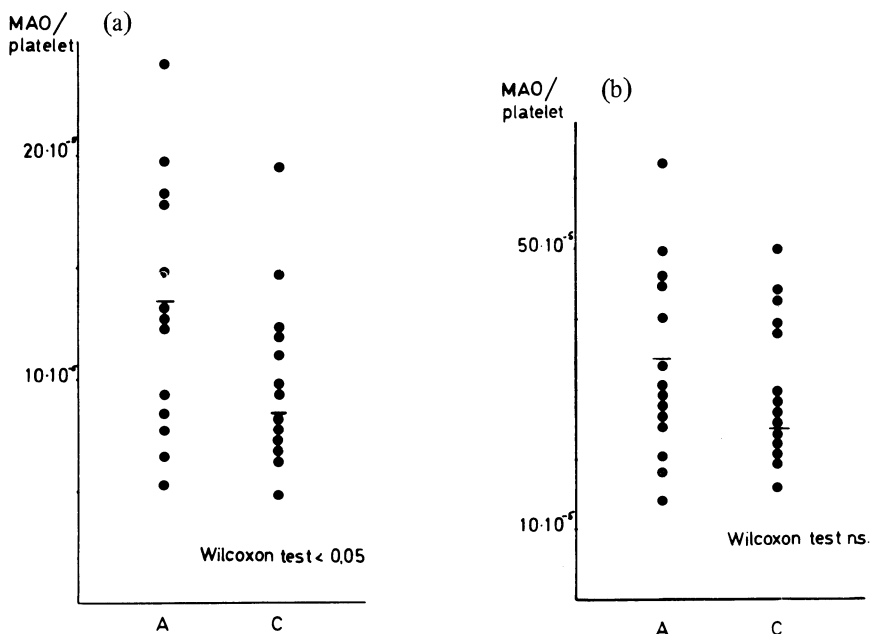 MAO/ (a)
platelet
20·10⁻⁶
10·10⁻⁶
Wilcoxon test < 0,05
A C
MAO/ (b)
platelet
50·10⁻⁶
10·10⁻⁶
Wilcoxon test n.s.
A C